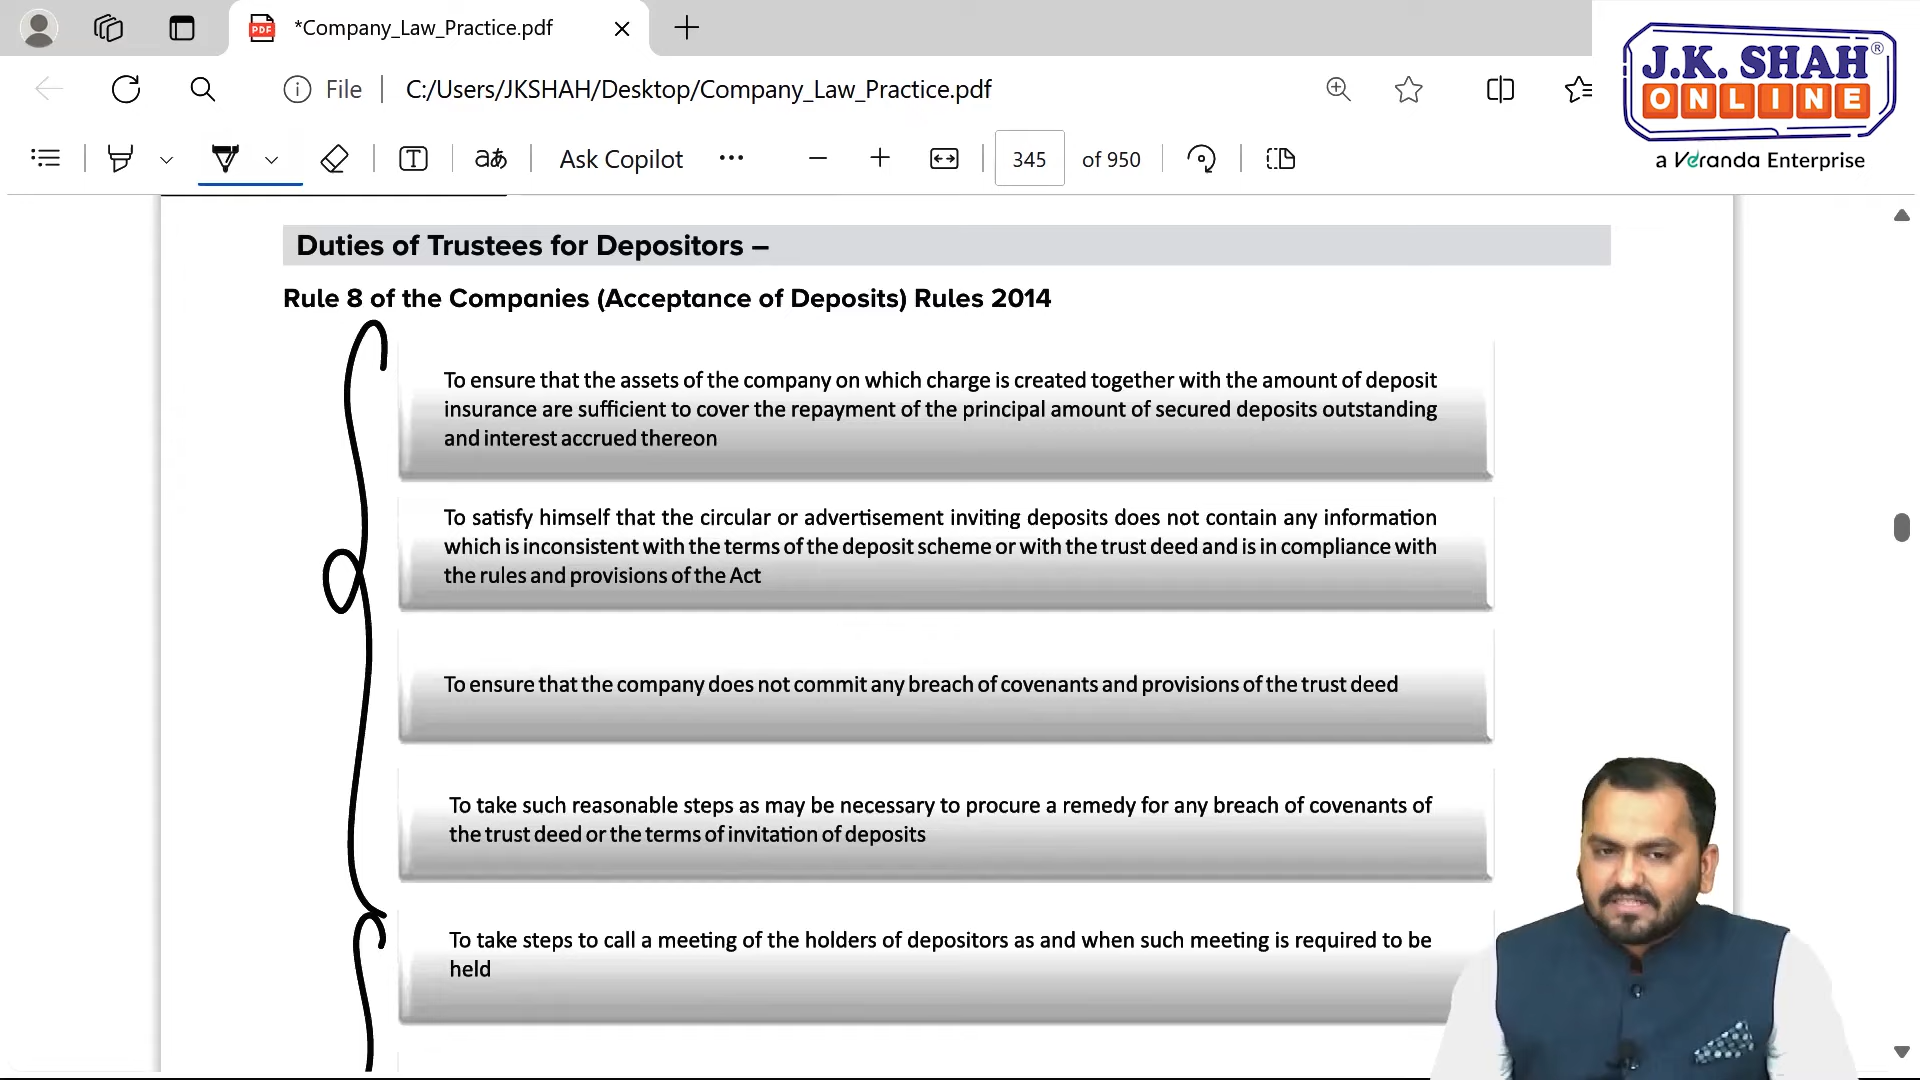 *Company_Law_Practice.pdf
File
C:/Users/JKSHAH/Desktop/Company_Law_Practice.pdf
J.K. SHAH®
ONLINE
a Veranda Enterprise
T
aあ
Ask Copilot
345
of 950
Duties of Trustees for Depositors –
Rule 8 of the Companies (Acceptance of Deposits) Rules 2014
To ensure that the assets of the company on which charge is created together with the amount of deposit
insurance are sufficient to cover the repayment of the principal amount of secured deposits outstanding
and interest accrued thereon
To satisfy himself that the circular or advertisement inviting deposits does not contain any information
which is inconsistent with the terms of the deposit scheme or with the trust deed and is in compliance with
the rules and provisions of the Act
To ensure that the company does not commit any breach of covenants and provisions of the trust deed
To take such reasonable steps as may be necessary to procure a remedy for any breach of covenants of
the trust deed or the terms of invitation of deposits
To take steps to call a meeting of the holders of depositors as and when such meeting is required to be
held